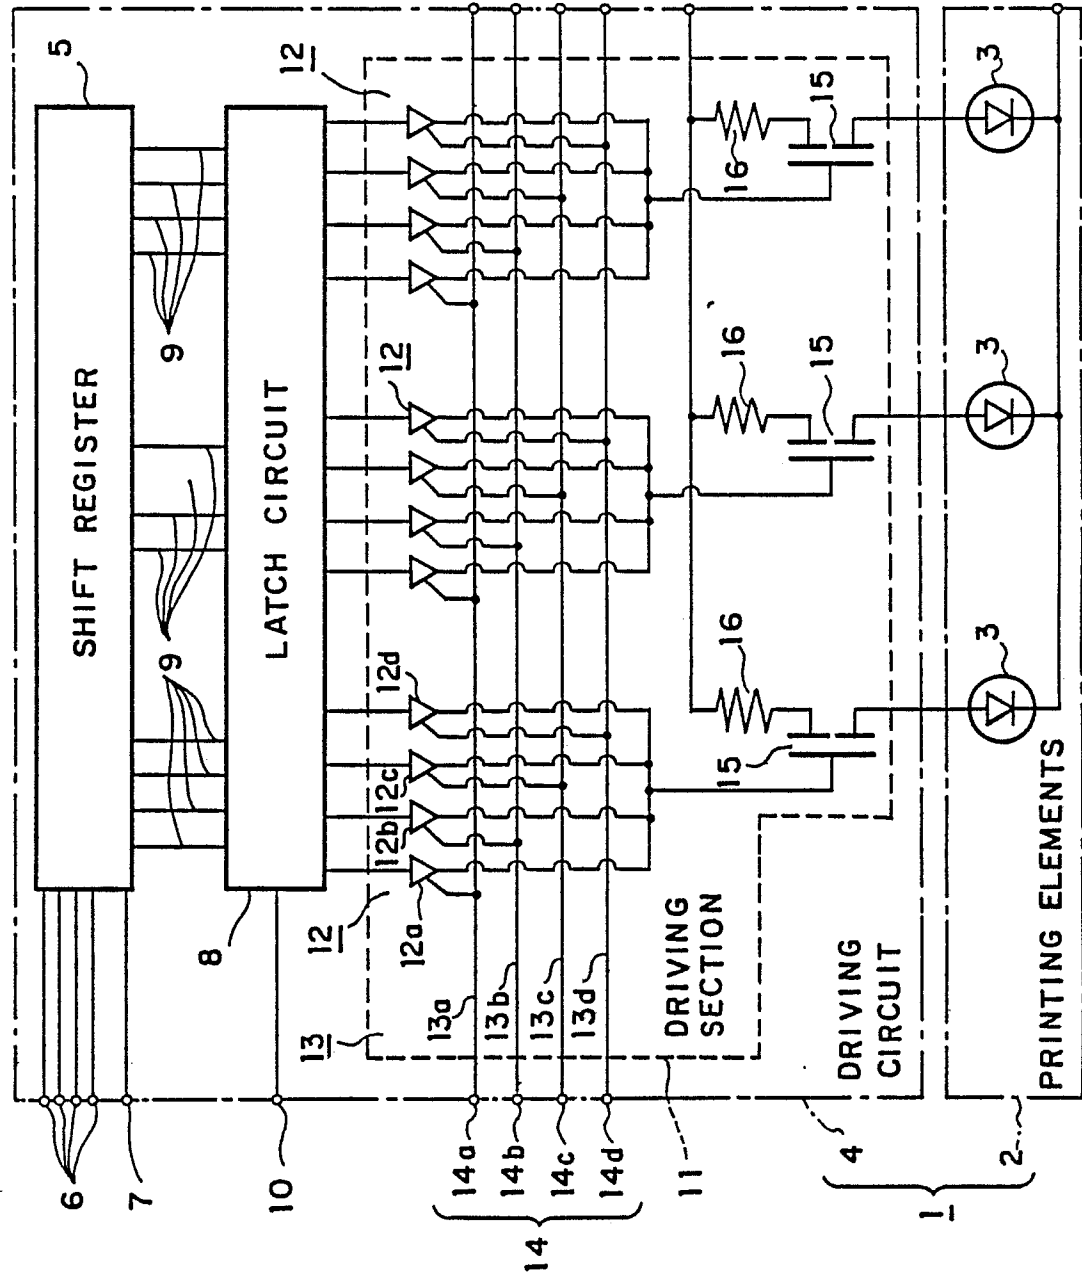 5
SHIFT REGISTER
6
7
9
9
9
LATCH CIRCUIT
8
10
12
12
12
12a
12b
12c
12d
13
13a
13b
13c
13d
14a
14b
14c
14d
14
16
16
16
15
15
15
DRIVING
SECTION
11
DRIVING
CIRCUIT
4
3
3
3
PRINTING ELEMENTS
2
1